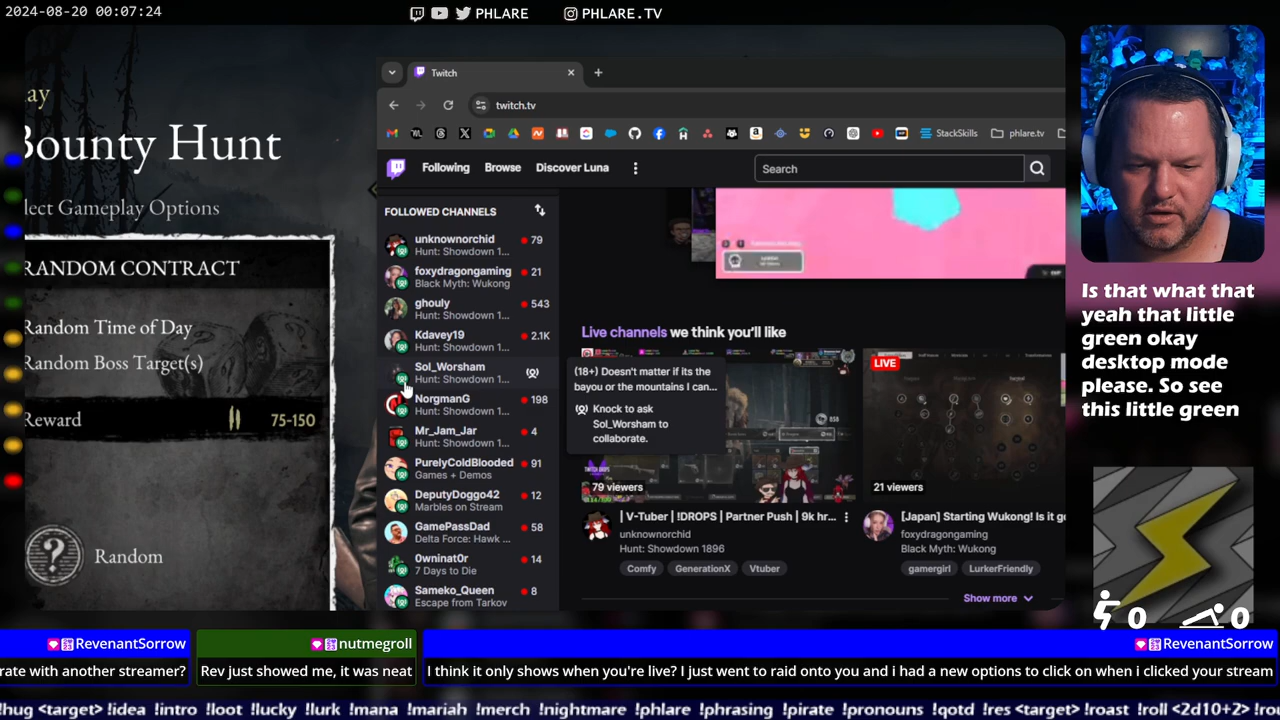 2024-08-20 00:07:24
PHLARE
PHLARE.TV
ay
Bounty Hunt
lect Gameplay Options
RANDOM CONTRACT
Random Time of Day
Random Boss Target(s)
Reward
75-150
Random
Twitch
twitch.tv
StackSkills
phlare.tv
Following
Browse
Discover Luna
Search
FOLLOWED CHANNELS
unknownorchid
79
Hunt: Showdown 1...
foxydragongaming
21
Black Myth: Wukong
ghouly
543
Hunt: Showdown 1...
Kdavey19
2.1K
Hunt: Showdown 1...
Sol_Worsham
Hunt: Showdown 1...
NorgmanG
198
Hunt: Showdown 1...
Mr_Jam_Jar
4
Hunt: Showdown 1...
PurelyColdBlooded
91
Games + Demos
DeputyDoggo42
12
Marbles on Stream
GamePassDad
58
Delta Force: Hawk ...
0wninat0r
14
7 Days to Die
Sameko_Queen
8
Escape from Tarkov
Live channels we think you'll like
(18+) Doesn't matter if its the
bayou or the mountains I can...
Knock to ask
Sol_Worsham to
collaborate.
79 viewers
LIVE
21 viewers
| V-Tuber | !DROPS | Partner Push | 9k hr...
unknownorchid
Hunt: Showdown 1896
Comfy
GenerationX
Vtuber
[Japan] Starting Wukong! Is it go
foxydragongaming
Black Myth: Wukong
gamergirl
LurkerFriendly
Show more
Is that what that
yeah that little
green okay
desktop mode
please. So see
this little green
0
0
RevenantSorrow
rate with another streamer?
nutmegroll
Rev just showed me, it was neat
RevenantSorrow
I think it only shows when you're live? I just went to raid onto you and i had a new options to click on when i clicked your stream
!hug <target> !idea !intro !loot !lucky !lurk !mana !mariah !merch !nightmare !phlare !phrasing !pirate !pronouns !qotd !res <target> !roast !roll <2d10+2> !rou